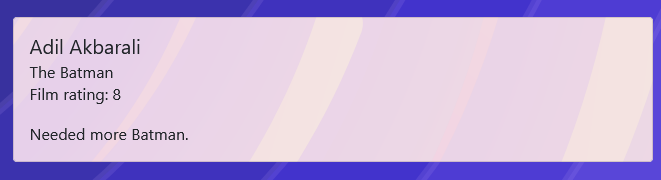 Adil Akbarali
The Batman
Film rating: 8
Needed more Batman.